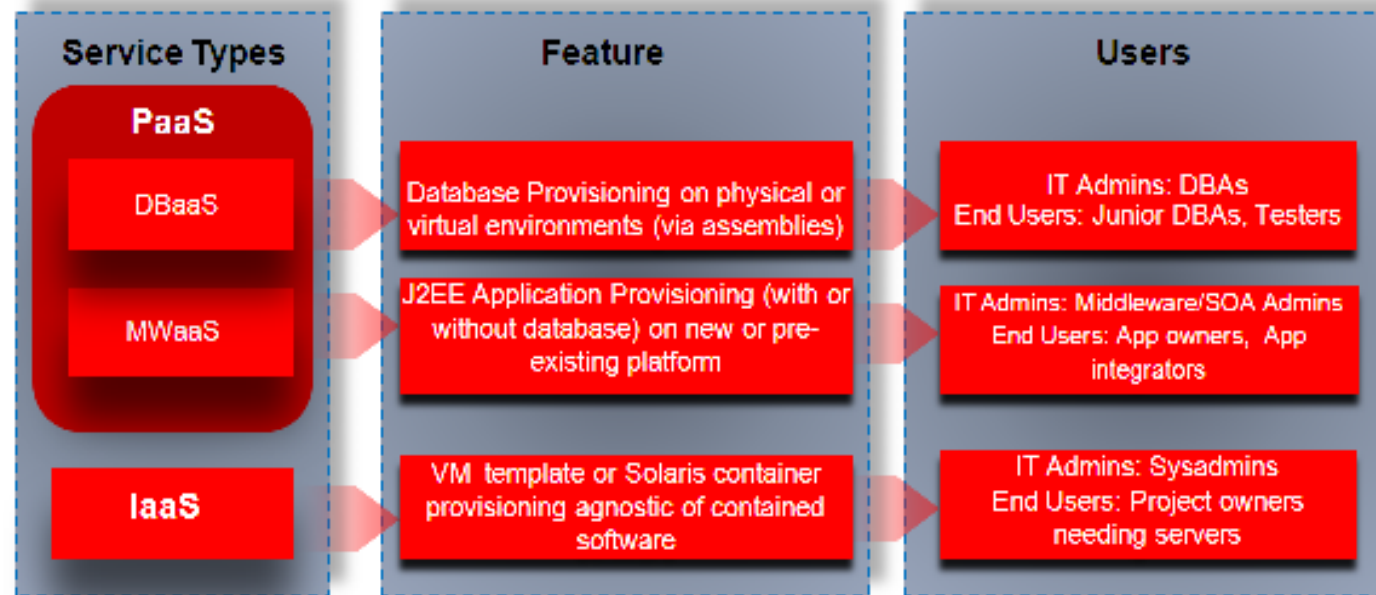 Service Types
PaaS
DBaaS
MWaaS
IaaS
Feature
Database Provisioning on physical or
virtual environments (via assemblies)
J2EE Application Provisioning (with or
without database) on new or pre-
existing platform
VM template or Solaris container
provisioning agnostic of contained
software
Users
IT Admins: DBAs
End Users: Junior DBAs, Testers
IT Admins: Middleware/SOA Admins
End Users: App owners, App
integrators
IT Admins: Sysadmins
End Users: Project owners
needing servers